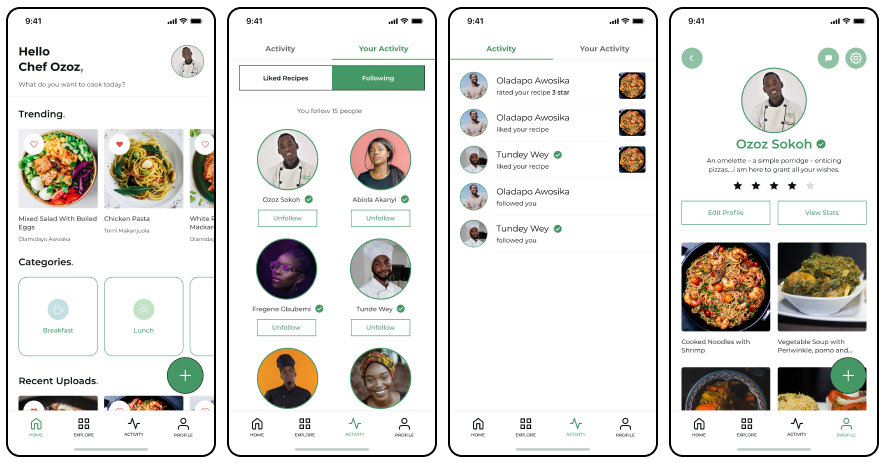 9:41
Hello
Chef Ozoz,
What do you want to cook today?
Trending.
Mixed Salad With Boiled
Eggs
Olamidayo Awosika
Chicken Pasta
Tomi Makanjuola
White R
Mackar
Olamida
Categories.
Breakfast
Lunch
Recent Uploads.
HOME
EXPLORE
ACTIVITY
PROFILE
9:41
Activity
Your Activity
Liked Recipes
Following
You follow 15 people
Ozoz Sokoh
Abiola Akanyi
Unfollow
Unfollow
Fregene Gbubemi
Tunde Wey
Unfollow
Unfollow
HOME
EXPLORE
ACTIVITY
PROFILE
9:41
Activity
Your Activity
Oladapo Awosika
rated your recipe 3 star
Oladapo Awosika
liked your recipe
Tundey Wey
liked your recipe
Oladapo Awosika
followed you
Tundey Wey
followed you
HOME
EXPLORE
ACTIVITY
PROFILE
9:41
Ozoz Sokoh
An omelette – a simple porridge – enticing
pizzas...i am here to grant all your wishes.
Edit Profile
View Stats
Cooked Noodles with
Shrimp
Vegetable Soup with
Periwinkle, pomo and...
HOME
EXPLORE
ACTIVITY
PROFILE